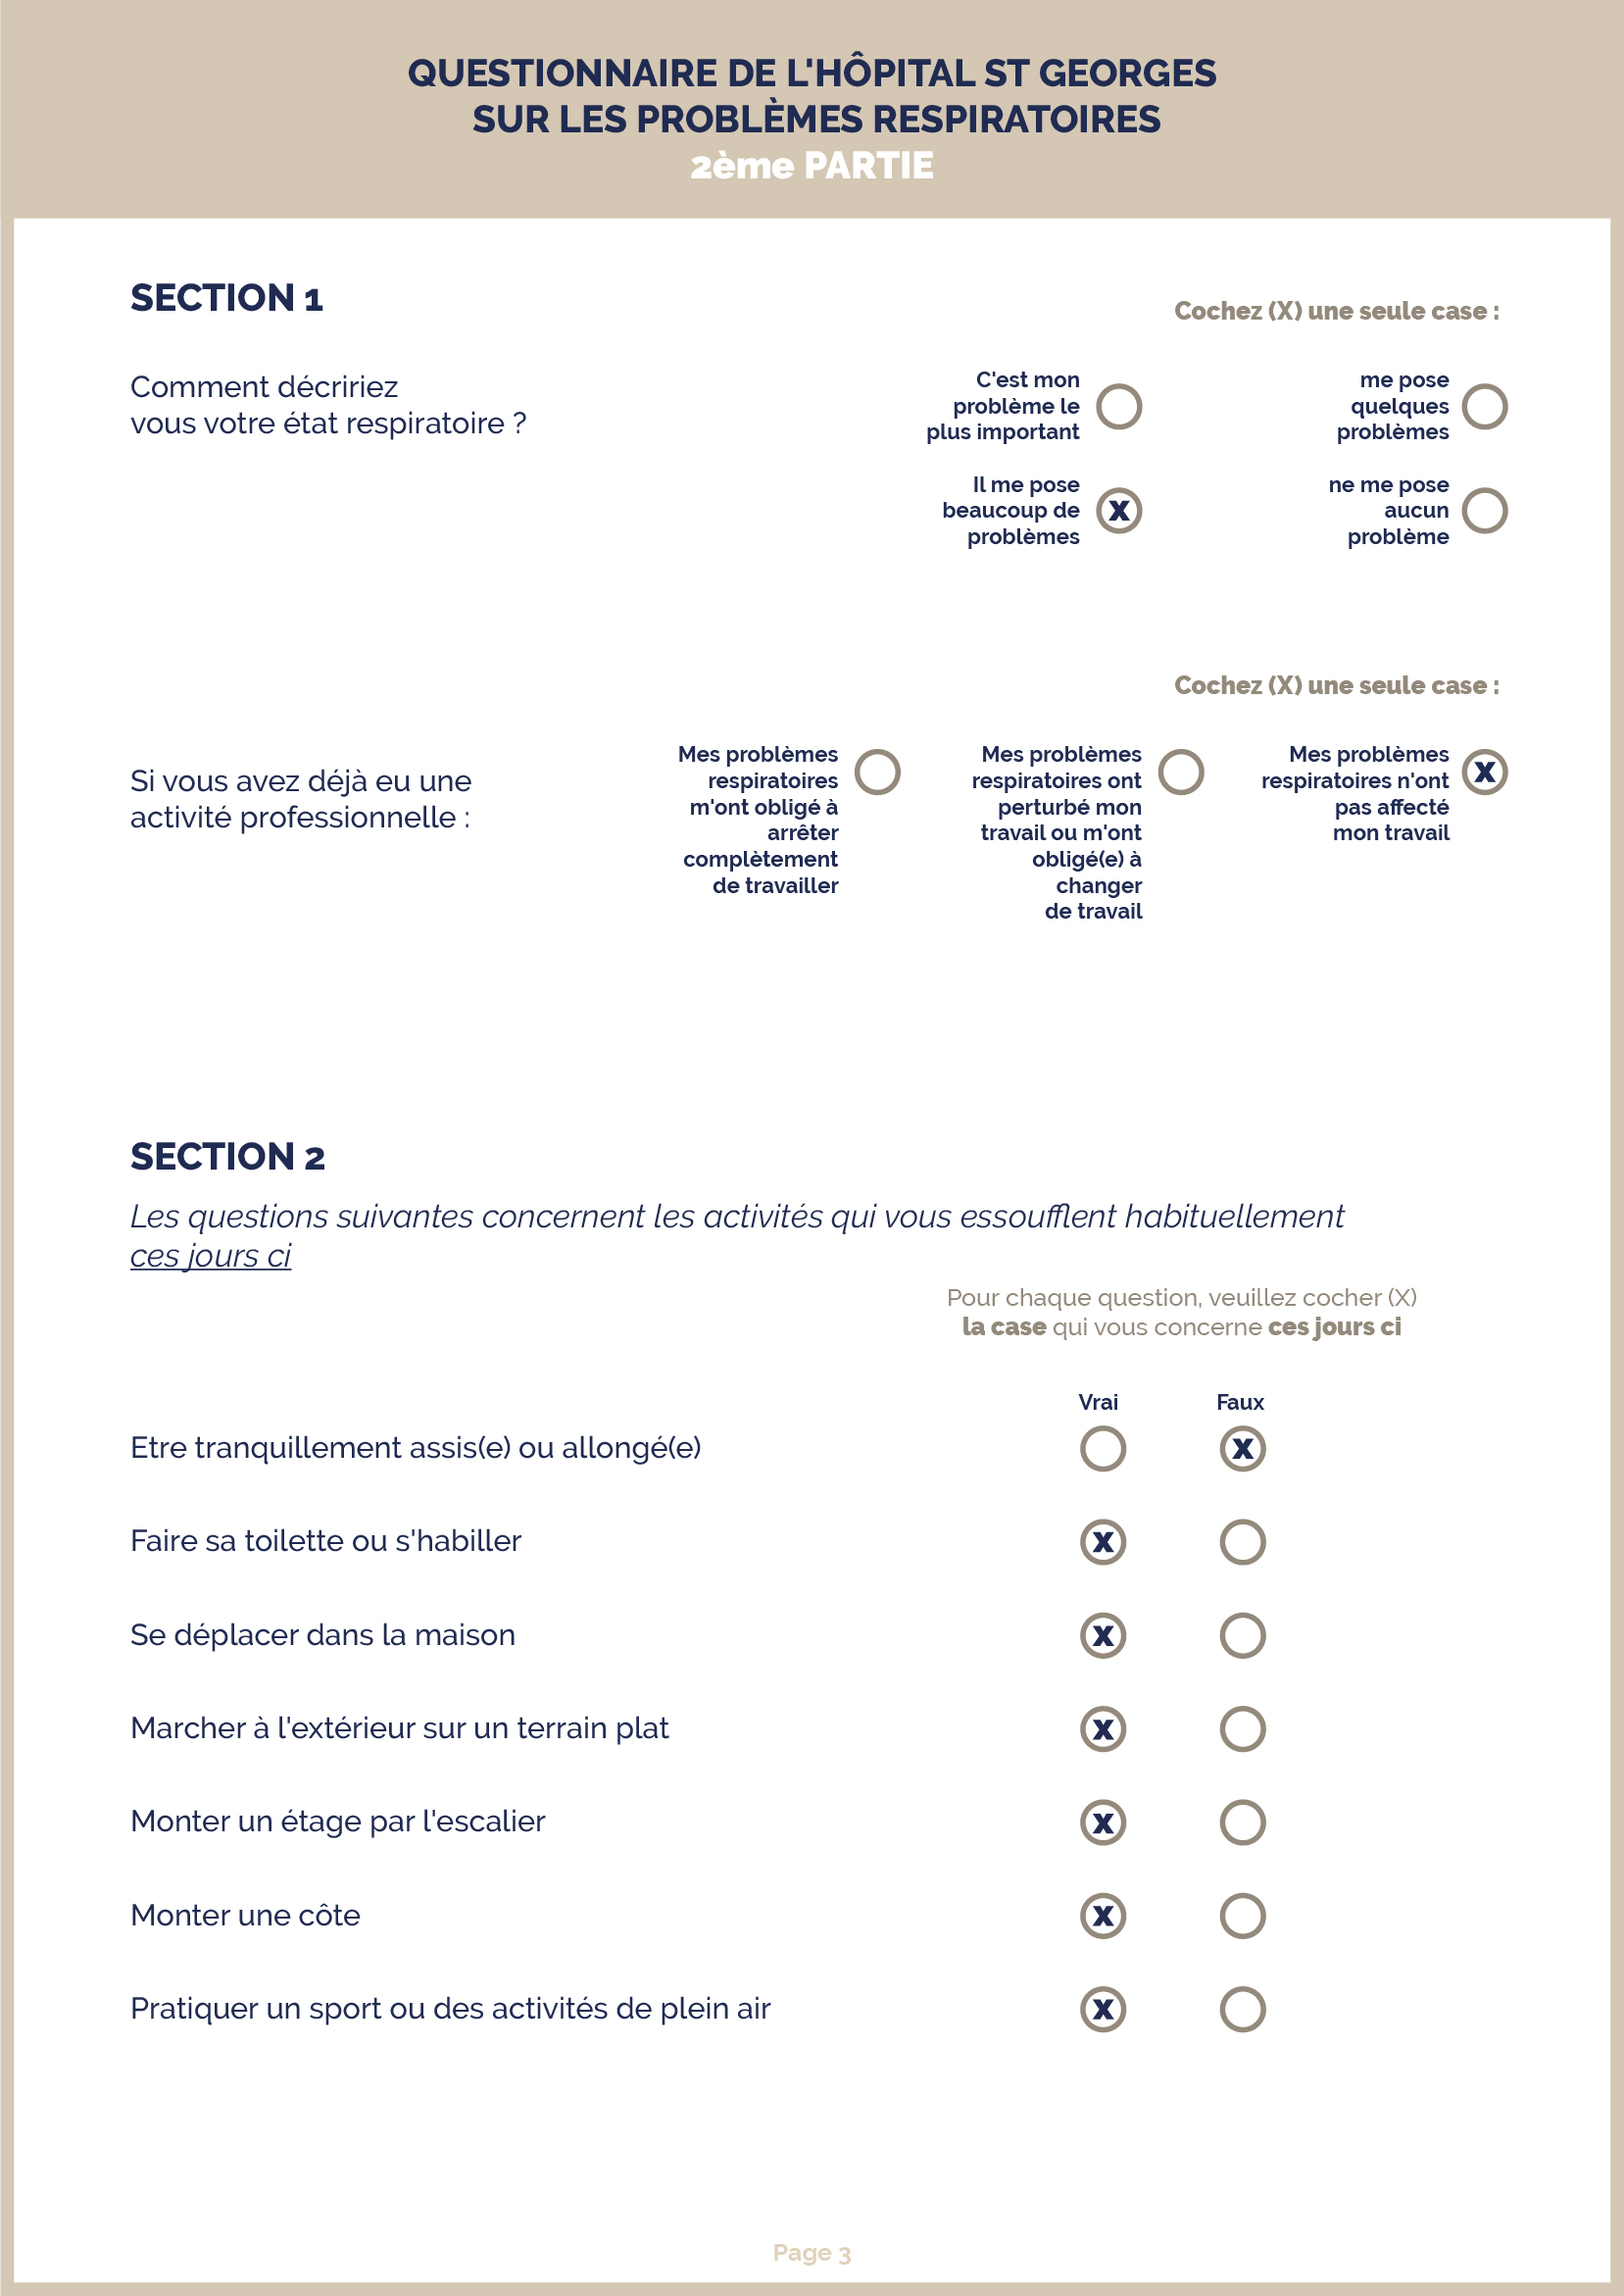 QUESTIONNAIRE DE L'HÔPITAL ST GEORGES
SUR LES PROBLÈMES RESPIRATOIRES
2ème PARTIE
SECTION 1
Cochez (X) une seule case :
Comment décririez
vous votre état respiratoire ?
C'est mon
problème le
plus important
me pose
quelques
problèmes
Il me pose
beaucoup de
problèmes
X
ne me pose
aucun
problème
Cochez (X) une seule case :
Si vous avez déjà eu une
activité professionnelle :
Mes problèmes
respiratoires
m'ont obligé à
arrêter
complètement
de travailler
Mes problèmes
respiratoires ont
perturbé mon
travail ou m'ont
obligé(e) à
changer
de travail
Mes problèmes
respiratoires n'ont
pas affecté
mon travail
X
SECTION 2
Les questions suivantes concernent les activités qui vous essoufflent habituellement
ces jours ci
Pour chaque question, veuillez cocher (X)
la case qui vous concerne ces jours ci
Vrai Faux
Etre tranquillement assis(e) ou allongé(e) X
Faire sa toilette ou s'habiller X
Se déplacer dans la maison X
Marcher à l'extérieur sur un terrain plat X
Monter un étage par l'escalier X
Monter une côte X
Pratiquer un sport ou des activités de plein air X
Page 3